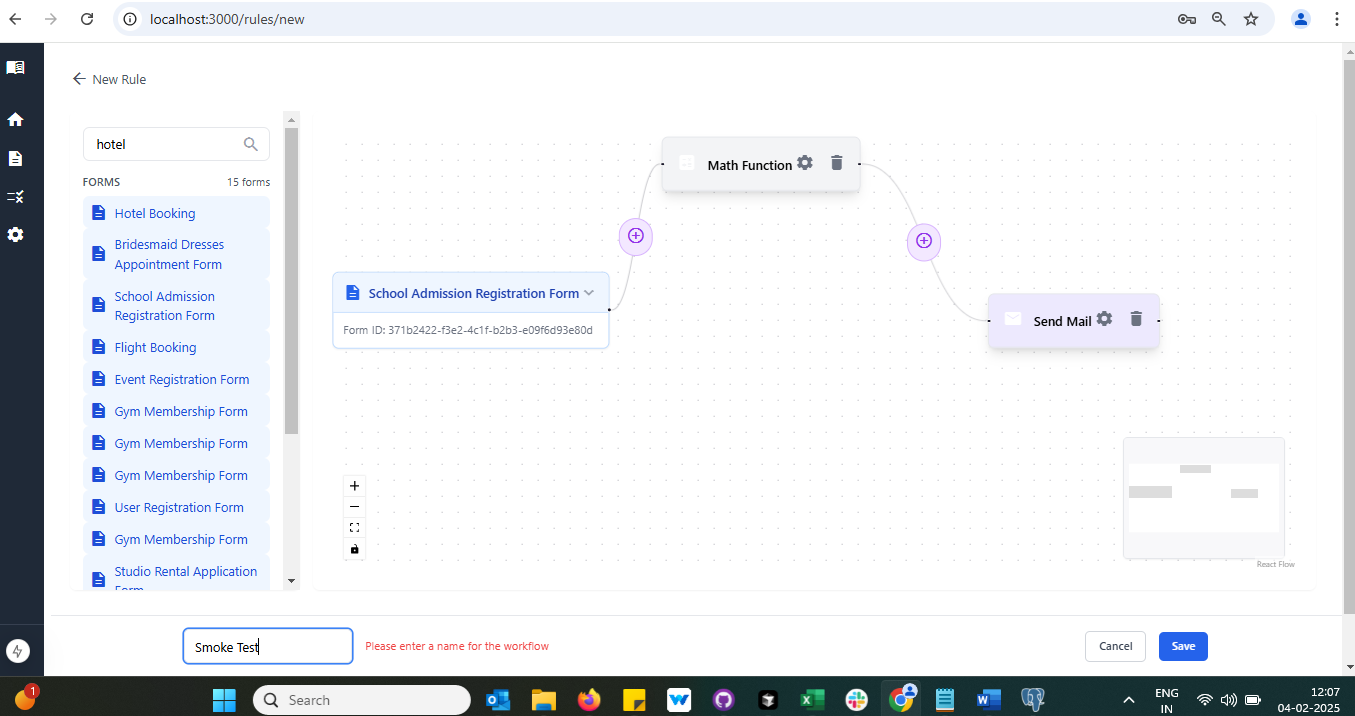 localhost:3000/rules/new
New Rule
hotel
FORMS 15 forms
Hotel Booking
Bridesmaid Dresses
Appointment Form
School Admission
Registration Form
Flight Booking
Event Registration Form
Gym Membership Form
Gym Membership Form
Gym Membership Form
User Registration Form
Gym Membership Form
Studio Rental Application
Form
Math Function
School Admission Registration Form
Form ID: 371b2422-f3e2-4c1f-b2b3-e09f6d93e80d
Send Mail
React Flow
Smoke Test
Please enter a name for the workflow
Cancel
Save
1
Search
ENG
IN
12:07
04-02-2025